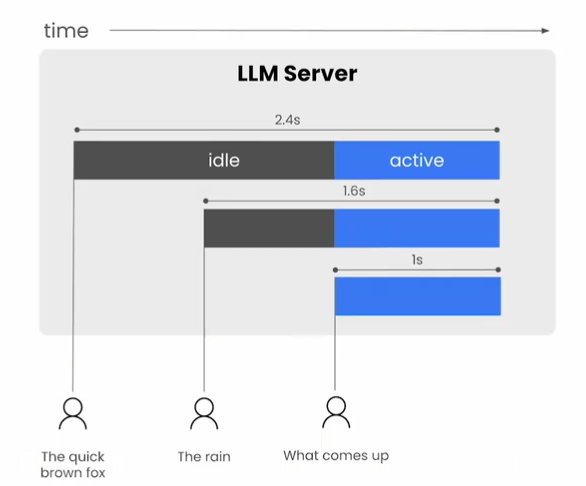 time
LLM Server
2.4s
idle
active
1.6s
1s
The quick
brown fox
The rain
What comes up